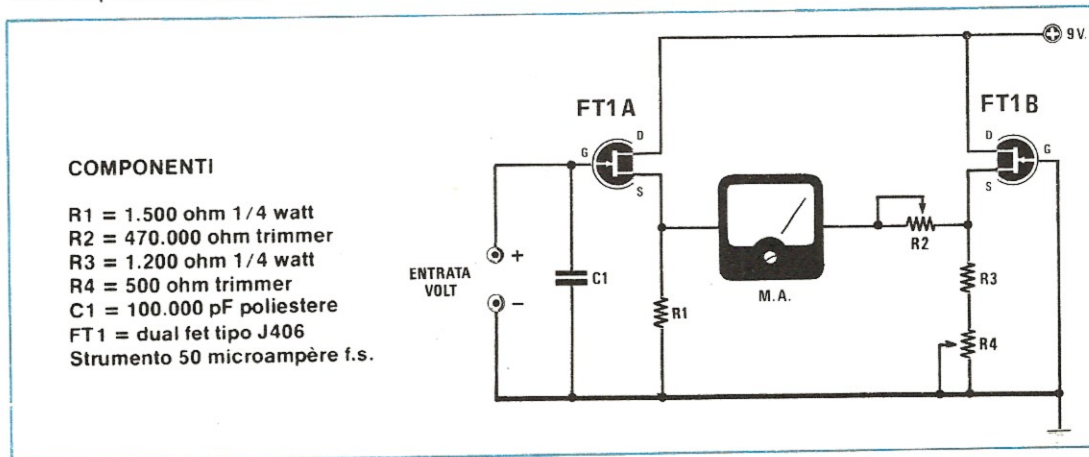 9 V.
FT1A
FT1B
D
G
S
D
G
S
COMPONENTI
R1 = 1.500 ohm 1/4 watt
R2 = 470.000 ohm trimmer
R3 = 1.200 ohm 1/4 watt
R4 = 500 ohm trimmer
C1 = 100.000 pF poliestere
FT1 = dual fet tipo J406
Strumento 50 microampère f.s.
ENTRATA
VOLT
+
−
C1
R1
M.A.
R2
R3
R4